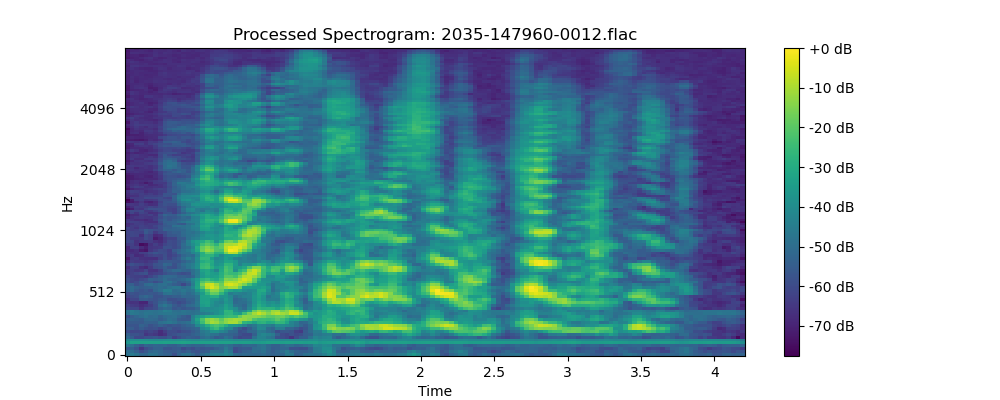 Processed Spectrogram: 2035-147960-0012.flac
Hz
4096
2048
1024
512
0
0 0.5 1 1.5 2 2.5 3 3.5 4
Time
+0 dB
-10 dB
-20 dB
-30 dB
-40 dB
-50 dB
-60 dB
-70 dB